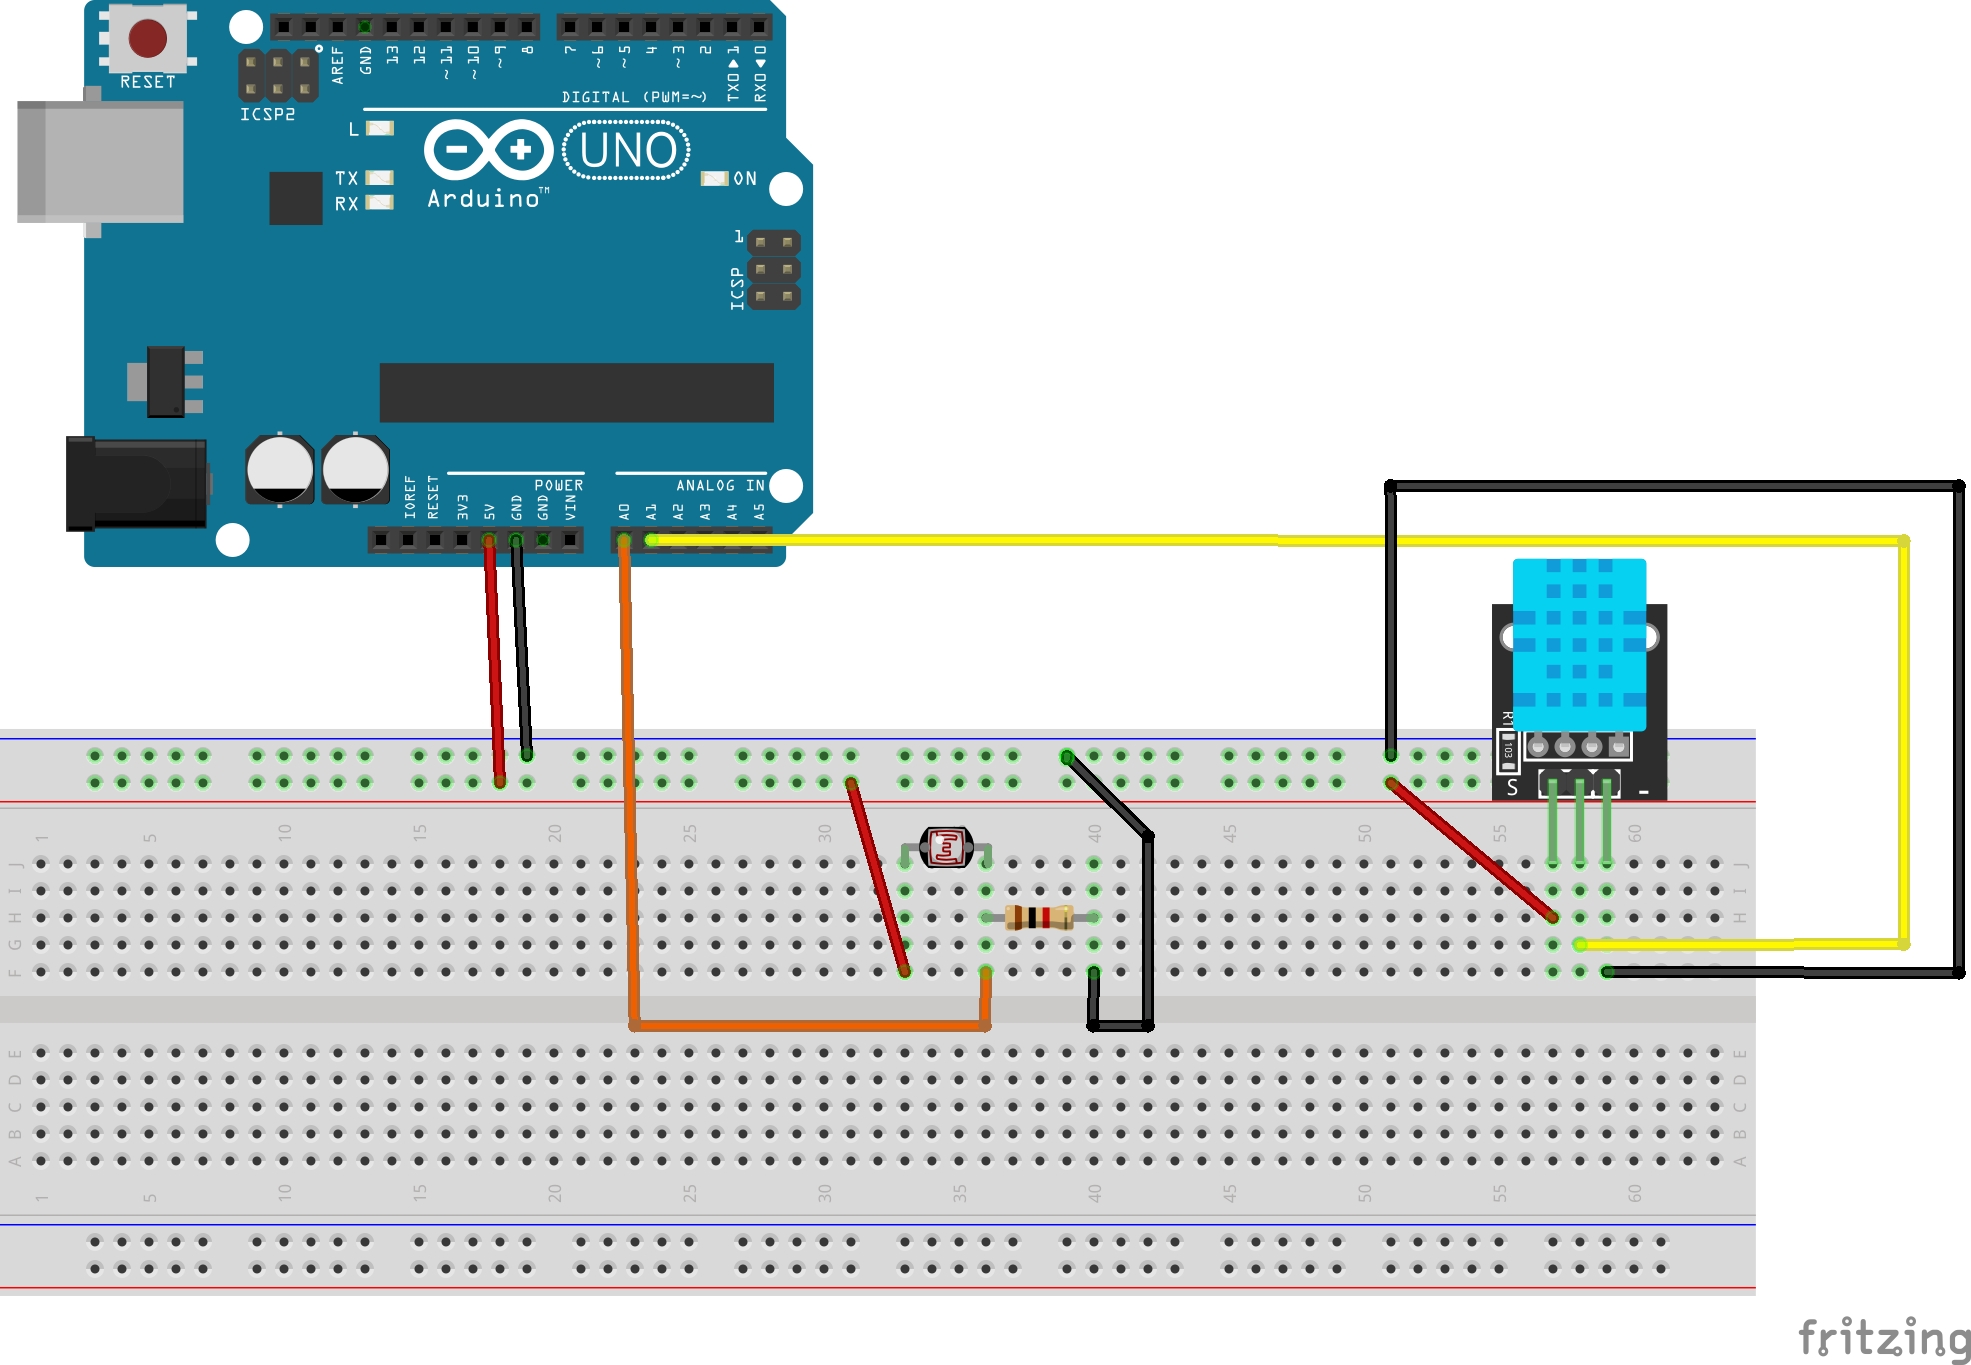 RESET
ICSP2
AREF
GND
13
12
~11
~10
~9
8
7
~6
~5
4
~3
2
TX0▶1
RX0◀0
DIGITAL (PWM=~)
L
TX
RX
Arduino™
UNO
ON
1
ICSP
POWER
ANALOG IN
IOREF
RESET
3V3
5V
GND
GND
VIN
A0
A1
A2
A3
A4
A5
103
S
-
1 5 10 15 20 25 30 35 40 45 50 55 60
J J
I I
H H
G G
F F
E E
D D
C C
B B
A A
1 5 10 15 20 25 30 35 40 45 50 55 60
fritzing